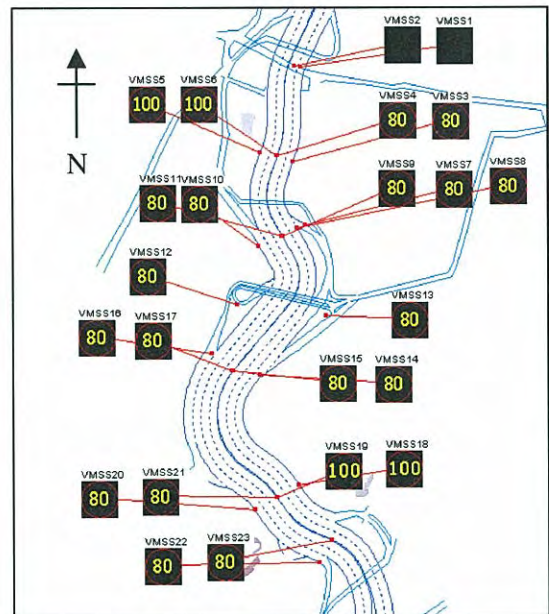 VMSS2 VMSS1
VMSS5 VMSS6
100 100
VMSS4 VMSS3
80 80
N
VMSS11 VMSS10
80 80
VMSS9 VMSS7 VMSS8
80 80 80
VMSS12
80
VMSS13
80
VMSS16 VMSS17
80 80
VMSS15 VMSS14
80 80
VMSS19 VMSS18
100 100
VMSS20 VMSS21
80 80
VMSS22 VMSS23
80 80